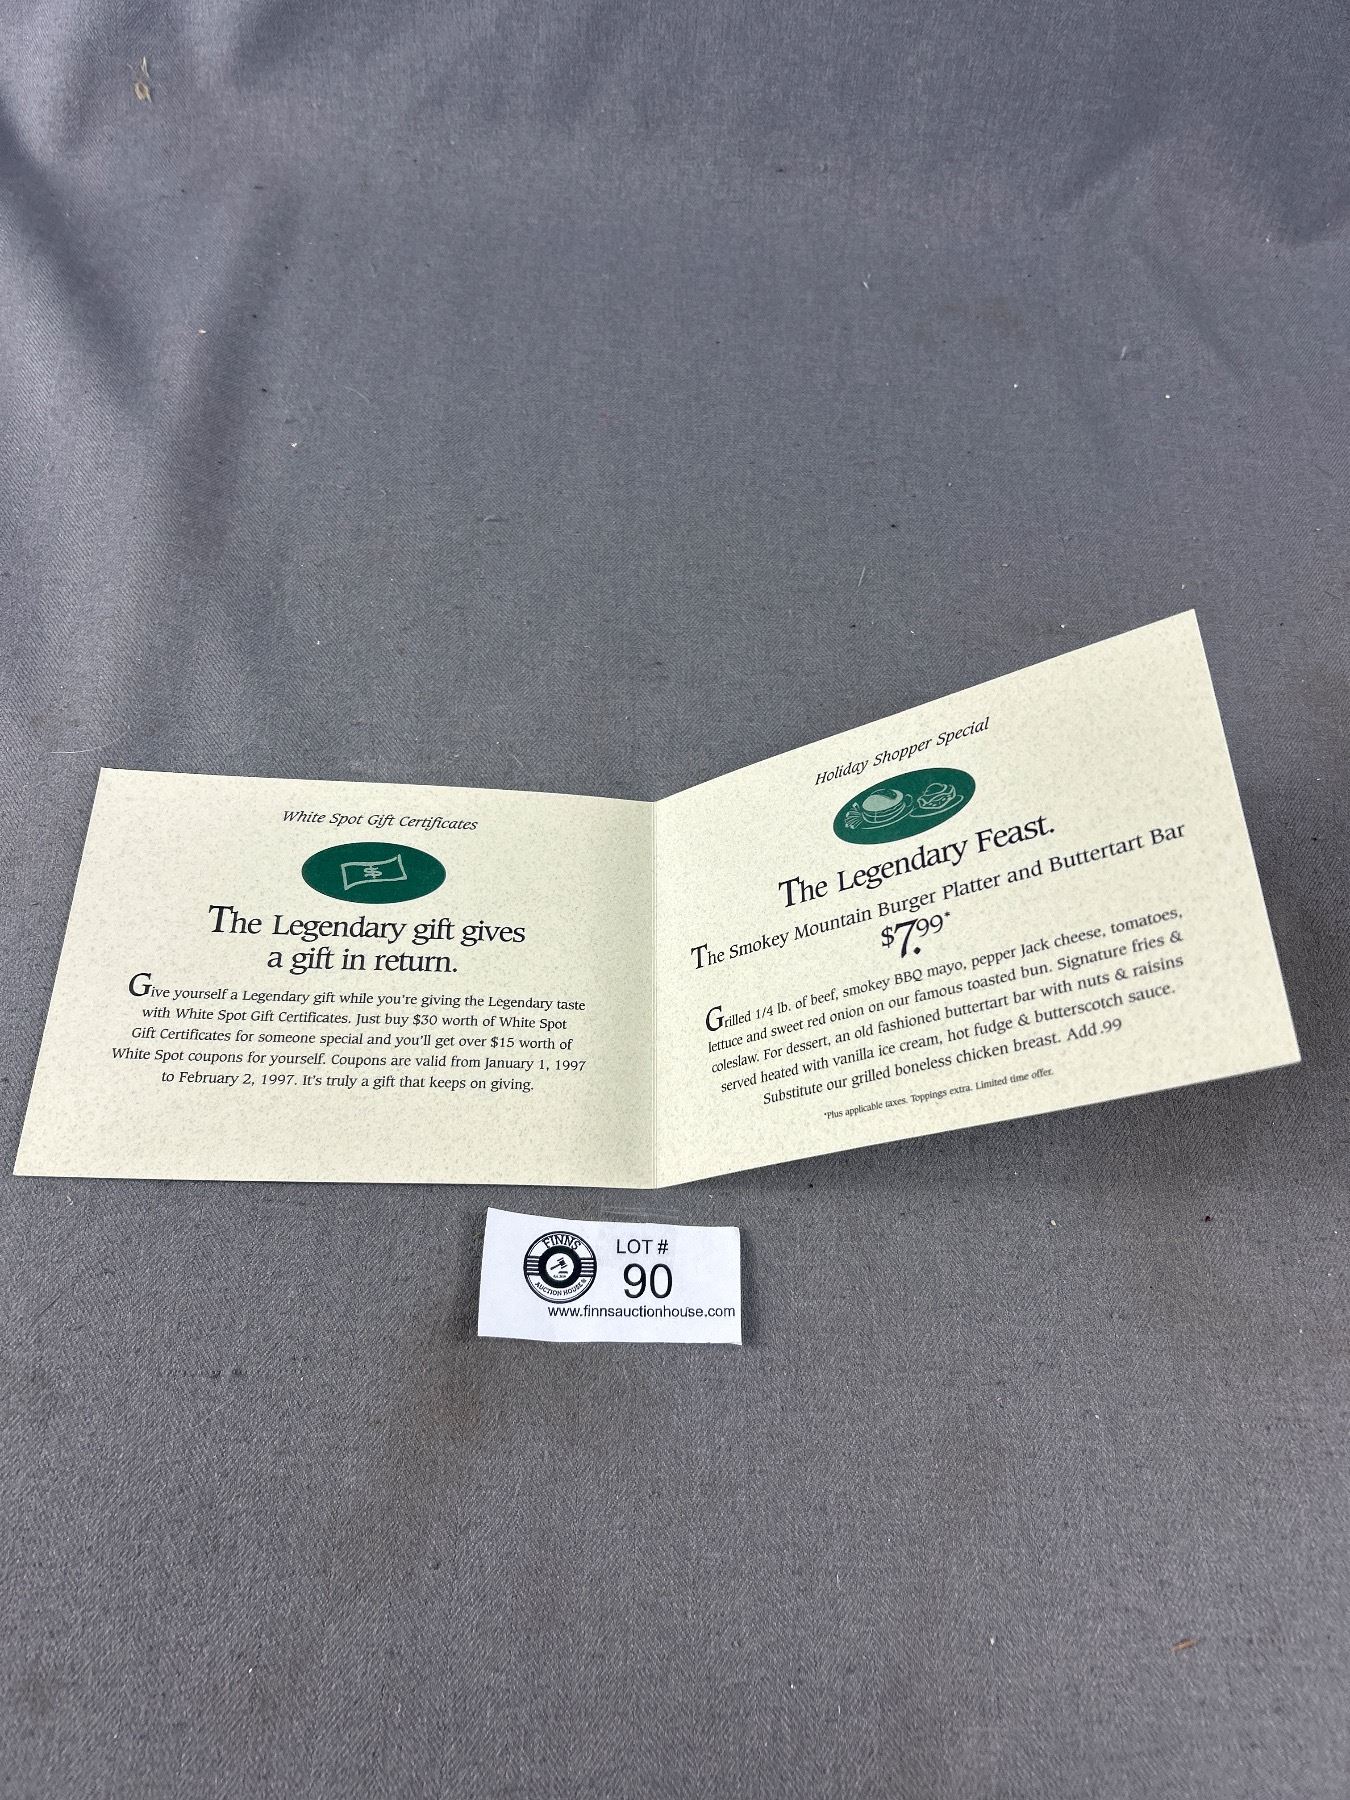 White Spot Gift Certificates
$
The Legendary gift gives
a gift in return.
Give yourself a Legendary gift while you're giving the Legendary taste
with White Spot Gift Certificates. Just buy $30 worth of White Spot
Gift Certificates for someone special and you'll get over $15 worth of
White Spot coupons for yourself. Coupons are valid from January 1, 1997
to February 2, 1997. It's truly a gift that keeps on giving.
Holiday Shopper Special
The Legendary Feast.
The Smokey Mountain Burger Platter and Buttertart Bar
$7.99*
Grilled 1/4 lb. of beef, smokey BBQ mayo, pepper Jack cheese, tomatoes,
lettuce and sweet red onion on our famous toasted bun. Signature fries &
coleslaw. For dessert, an old fashioned buttertart bar with nuts & raisins
served heated with vanilla ice cream, hot fudge & butterscotch sauce.
Substitute our grilled boneless chicken breast. Add .99
*Plus applicable taxes. Toppings extra. Limited time offer.
FINNS
AUCTION HOUSE
LOT #
90
www.finnsauctionhouse.com